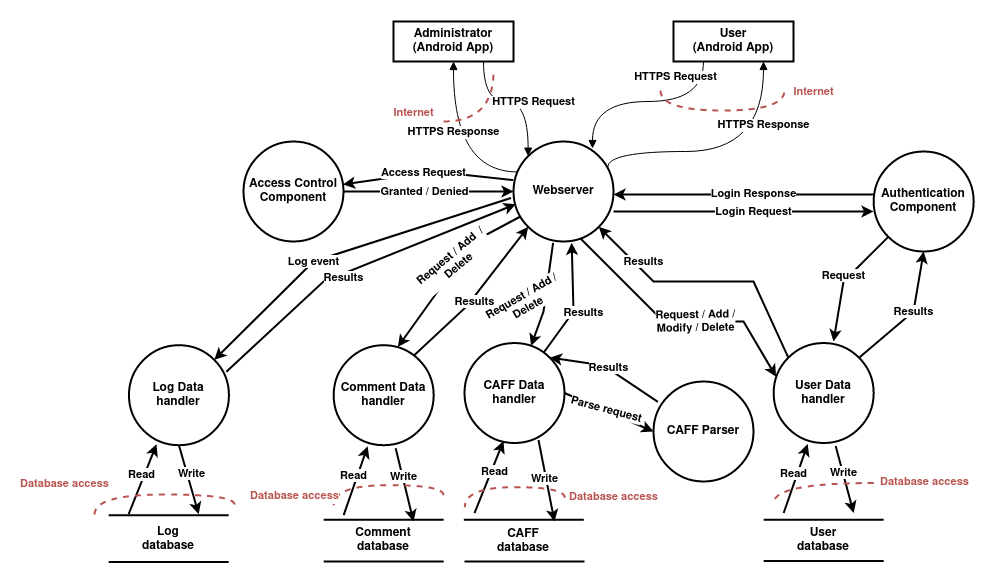 Administrator
(Android App)
User
(Android App)
HTTPS Request
Internet
HTTPS Request
Internet
HTTPS Response
HTTPS Response
Access Request
Access Control
Component
Granted / Denied
Webserver
Login Response
Login Request
Authentication
Component
Log event
Results
Request / Add /
Delete
Results
Request / Add /
Delete
Results
Results
Request / Add /
Modify / Delete
Request
Results
Log Data
handler
Comment Data
handler
CAFF Data
handler
Results
Parse request
CAFF Parser
User Data
handler
Read
Write
Database access
Read
Write
Database access
Read
Write
Database access
Read
Write
Database access
Log
database
Comment
database
CAFF
database
User
database